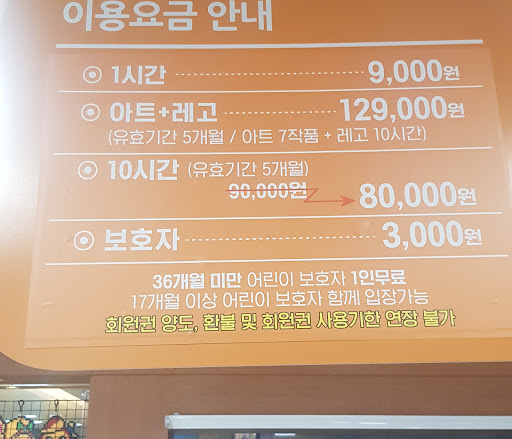 이용요금 안내
⊙ 1시간 ............ 9,000원
⊙ 아트+레고 ............ 129,000원
(유효기간 5개월 / 아트 7작품 + 레고 10시간)
⊙ 10시간 (유효기간 5개월)
90,000원 → 80,000원
⊙ 보호자 ............ 3,000원
36개월 미만 어린이 보호자 1인무료
17개월 이상 어린이 보호자 함께 입장가능
회원권 양도, 환불 및 회원권 사용기한 연장 불가